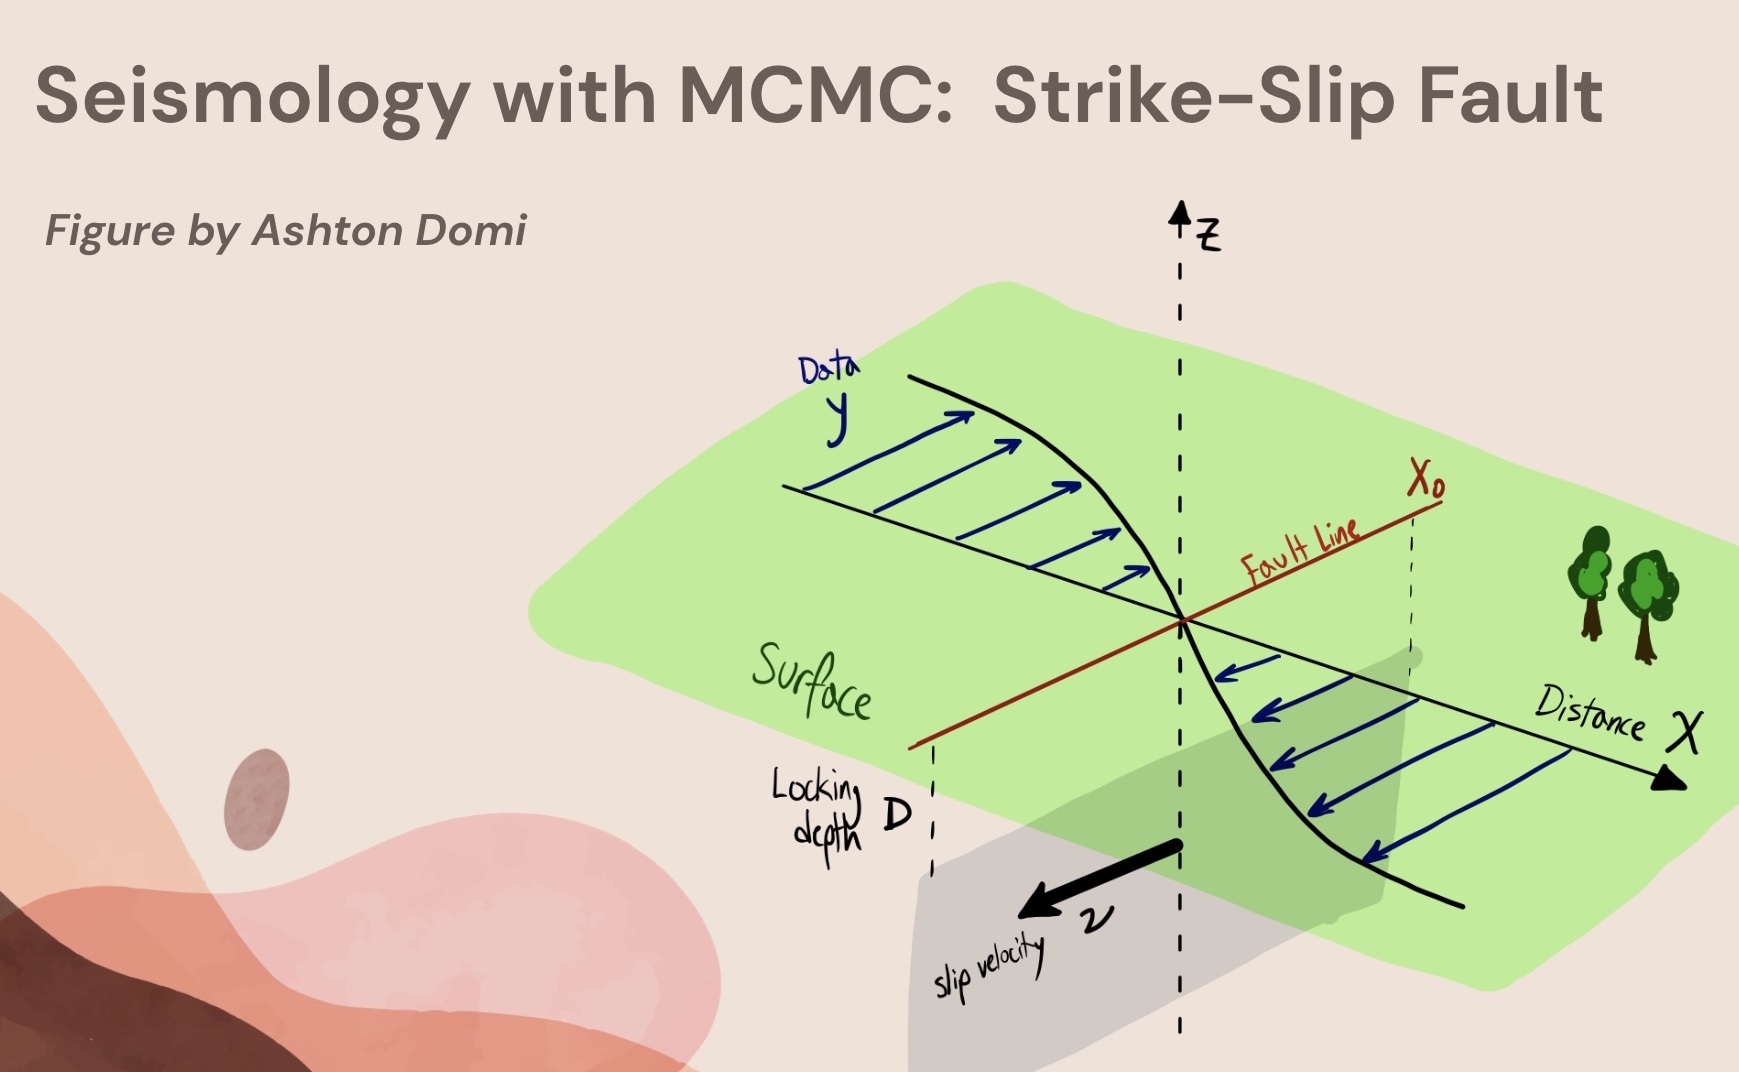 Seismology with MCMC: Strike-Slip Fault
Figure by Ashton Domi
Z
Data
y
X₀
Fault Line
Surface
Distance X
Locking
depth D
v
slip velocity